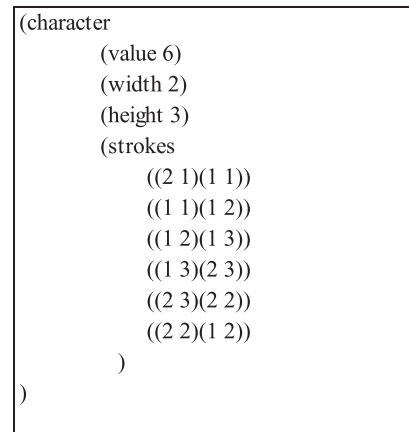 (character
(value 6)
(width 2)
(height 3)
(strokes
((2 1)(1 1))
((1 1)(1 2))
((1 2)(1 3))
((1 3)(2 3))
((2 3)(2 2))
((2 2)(1 2))
)
)